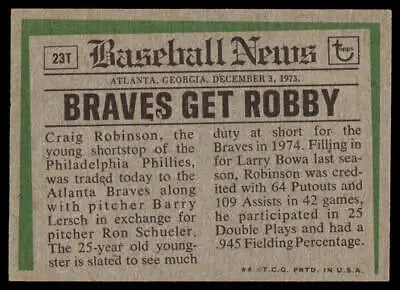 23T
Baseball News
topps
ATLANTA, GEORGIA, DECEMBER 3, 1973.
BRAVES GET ROBBY
Craig Robinson, the
young shortstop of the
Philadelphia Phillies,
was traded today to the
Atlanta Braves along
with pitcher Barry
Lersch in exchange for
pitcher Ron Schueler.
The 25-year old young-
ster is slated to see much
duty at short for the
Braves in 1974. Filling in
for Larry Bowa last sea-
son, Robinson was cred-
ited with 64 Putouts and
109 Assists in 42 games,
he participated in 25
Double Plays and had a
.945 Fielding Percentage.
** © T.C.G. PRTD. IN U.S.A.